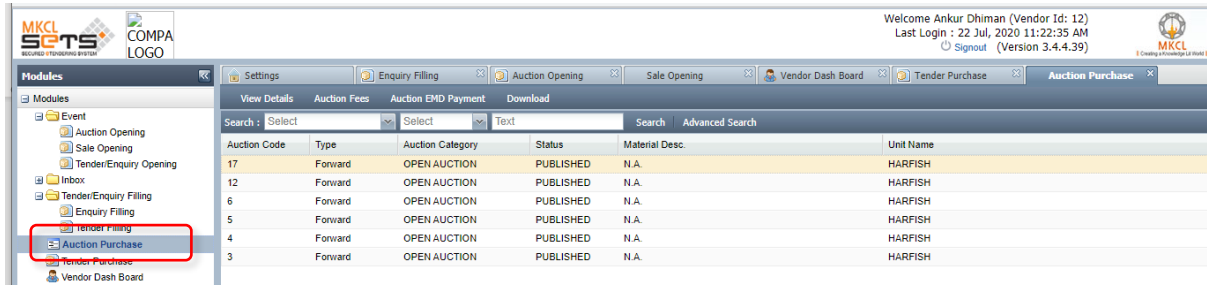 MKCL
SETS
SECURED eTENDERING SYSTEM
COMPA
LOGO
Welcome Ankur Dhiman (Vendor Id: 12)
Last Login : 22 Jul, 2020 11:22:35 AM
Signout (Version 3.4.4.39)
MKCL
Modules
Settings Enquiry Filling Auction Opening Sale Opening Vendor Dash Board Tender Purchase Auction Purchase
Modules
View Details Auction Fees Auction EMD Payment Download
Event
Search : Select Select Text Search Advanced Search
Auction Opening
Sale Opening
Auction Code Type Auction Category Status Material Desc. Unit Name
Tender/Enquiry Opening
17 Forward OPEN AUCTION PUBLISHED N.A. HARFISH
Inbox
12 Forward OPEN AUCTION PUBLISHED N.A. HARFISH
Tender/Enquiry Filling
6 Forward OPEN AUCTION PUBLISHED N.A. HARFISH
Enquiry Filling
5 Forward OPEN AUCTION PUBLISHED N.A. HARFISH
Tender Filling
4 Forward OPEN AUCTION PUBLISHED N.A. HARFISH
Auction Purchase
3 Forward OPEN AUCTION PUBLISHED N.A. HARFISH
Tender Purchase
Vendor Dash Board